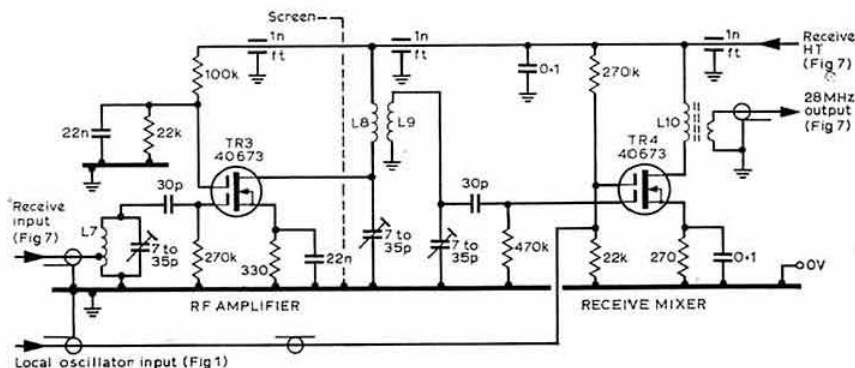 Screen
1n
ft
1n
ft
1n
ft
Receive
HT
(Fig 7)
100k
0·1
270k
28MHz
output
(Fig 7)
22n
22k
TR3
40673
L8
L9
TR4
40673
L10
30p
30p
Receive
input
(Fig 7)
L7
7 to
35p
270k
330
22n
7 to
35p
7 to
35p
470k
22k
270
0·1
0V
RF AMPLIFIER
RECEIVE MIXER
Local oscillator input (Fig 1)